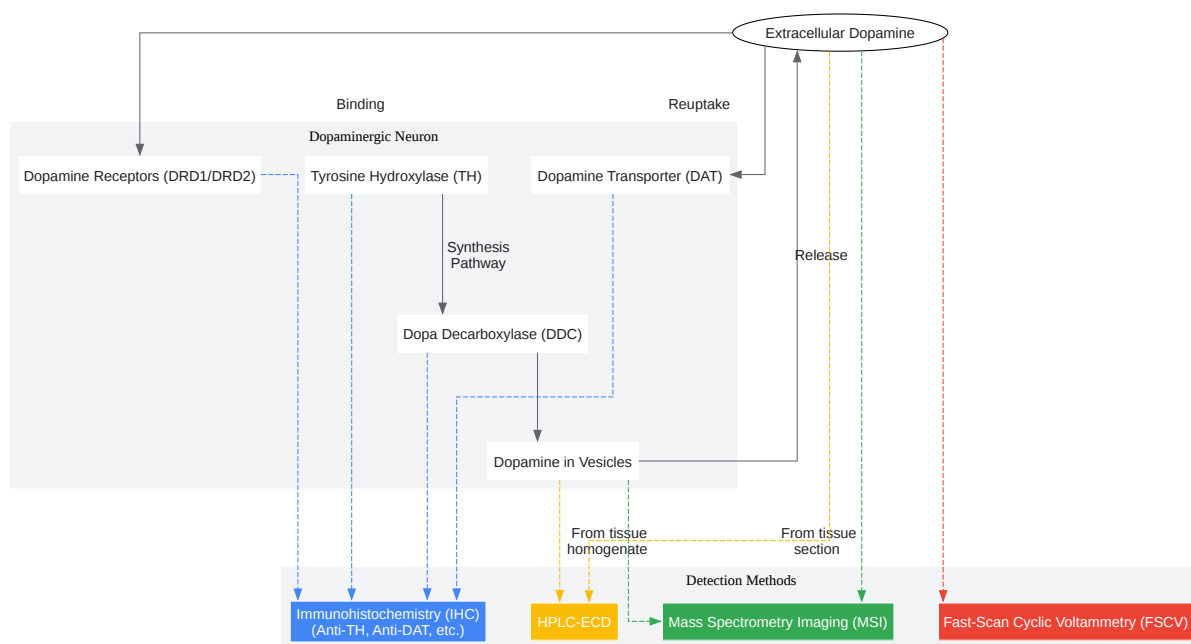 Extracellular Dopamine
Binding
Reuptake
Dopaminergic Neuron
Dopamine Receptors (DRD1/DRD2)
Tyrosine Hydroxylase (TH)
Dopamine Transporter (DAT)
Synthesis
Pathway
Release
Dopa Decarboxylase (DDC)
Dopamine in Vesicles
From tissue
homogenate
From tissue
section
Detection Methods
Immunohistochemistry (IHC)
(Anti-TH, Anti-DAT, etc.)
HPLC-ECD
Mass Spectrometry Imaging (MSI)
Fast-Scan Cyclic Voltammetry (FSCV)